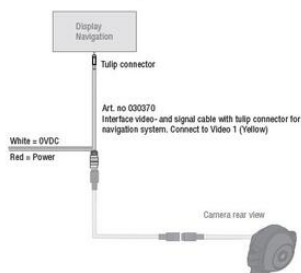 Display
Navigation
Tulip connector
Art. no 030370
Interface video- and signal cable with tulip connector for
navigation system. Connect to Video 1 (Yellow)
White = 0VDC
Red = Power
Camera rear view